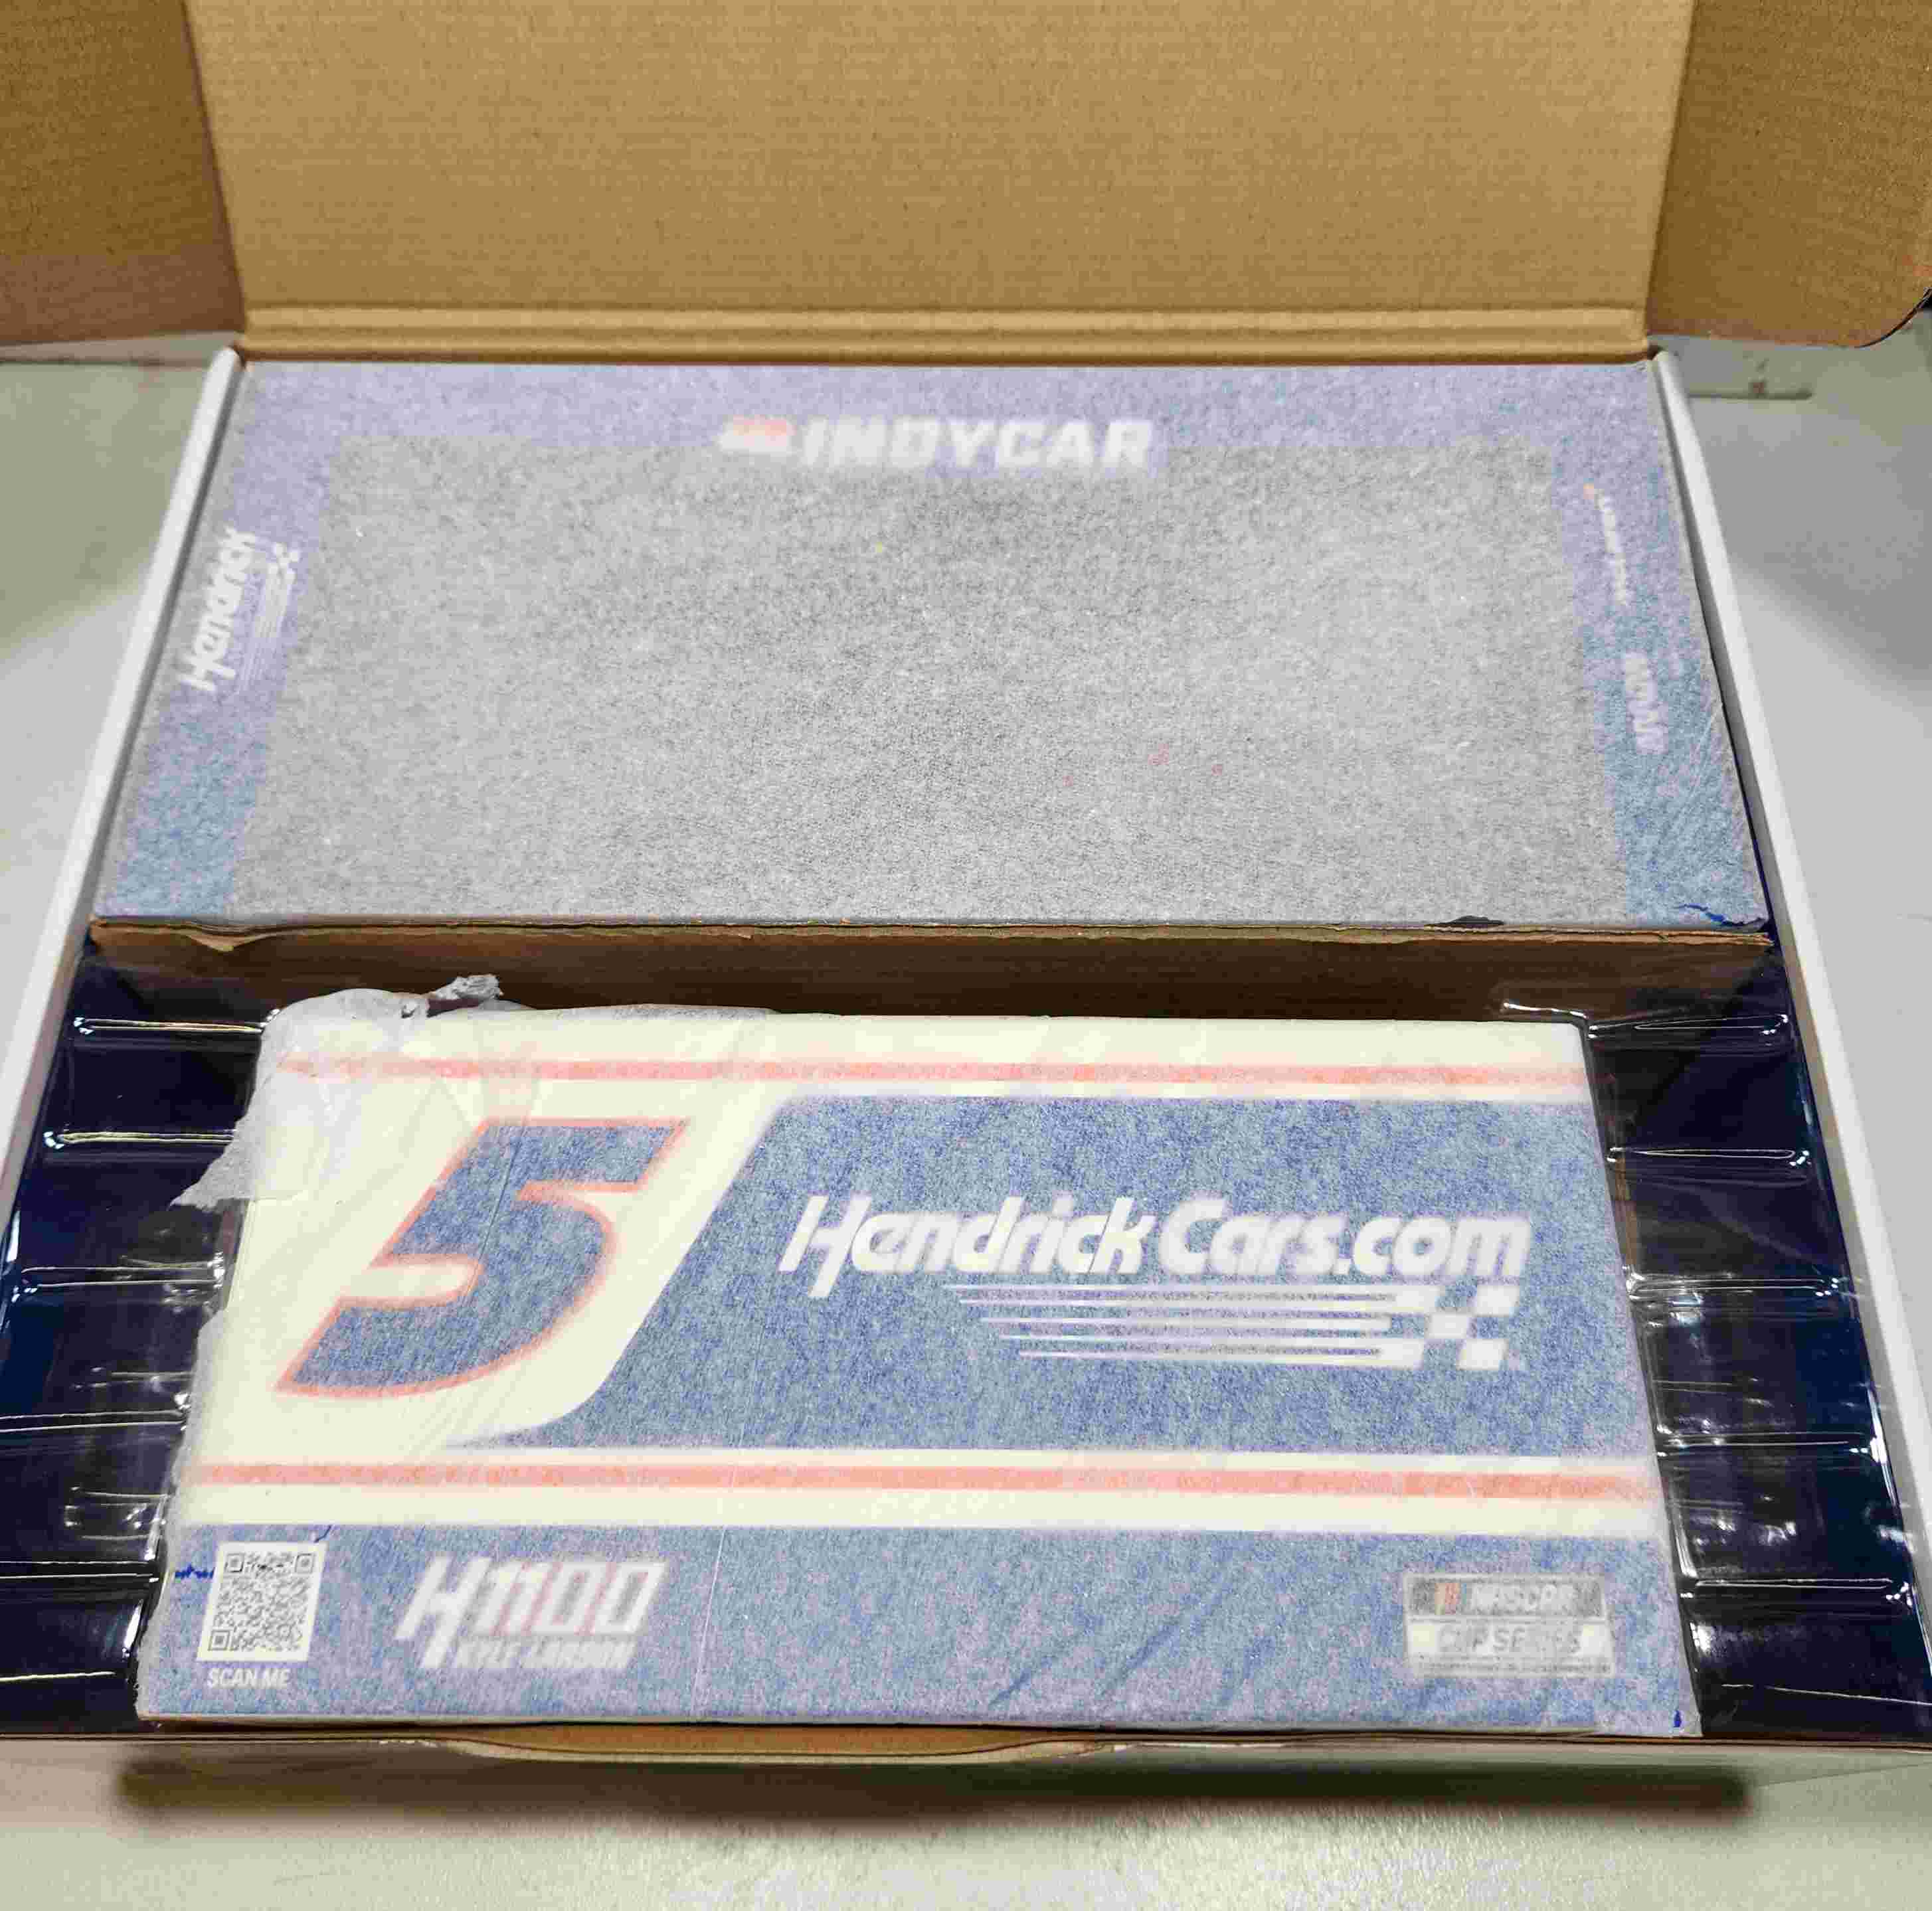 INDYCAR
Hendrick
5
HendrickCars.com
H1100
KYLE LARSON
SCAN ME
NASCAR
CUP SERIES